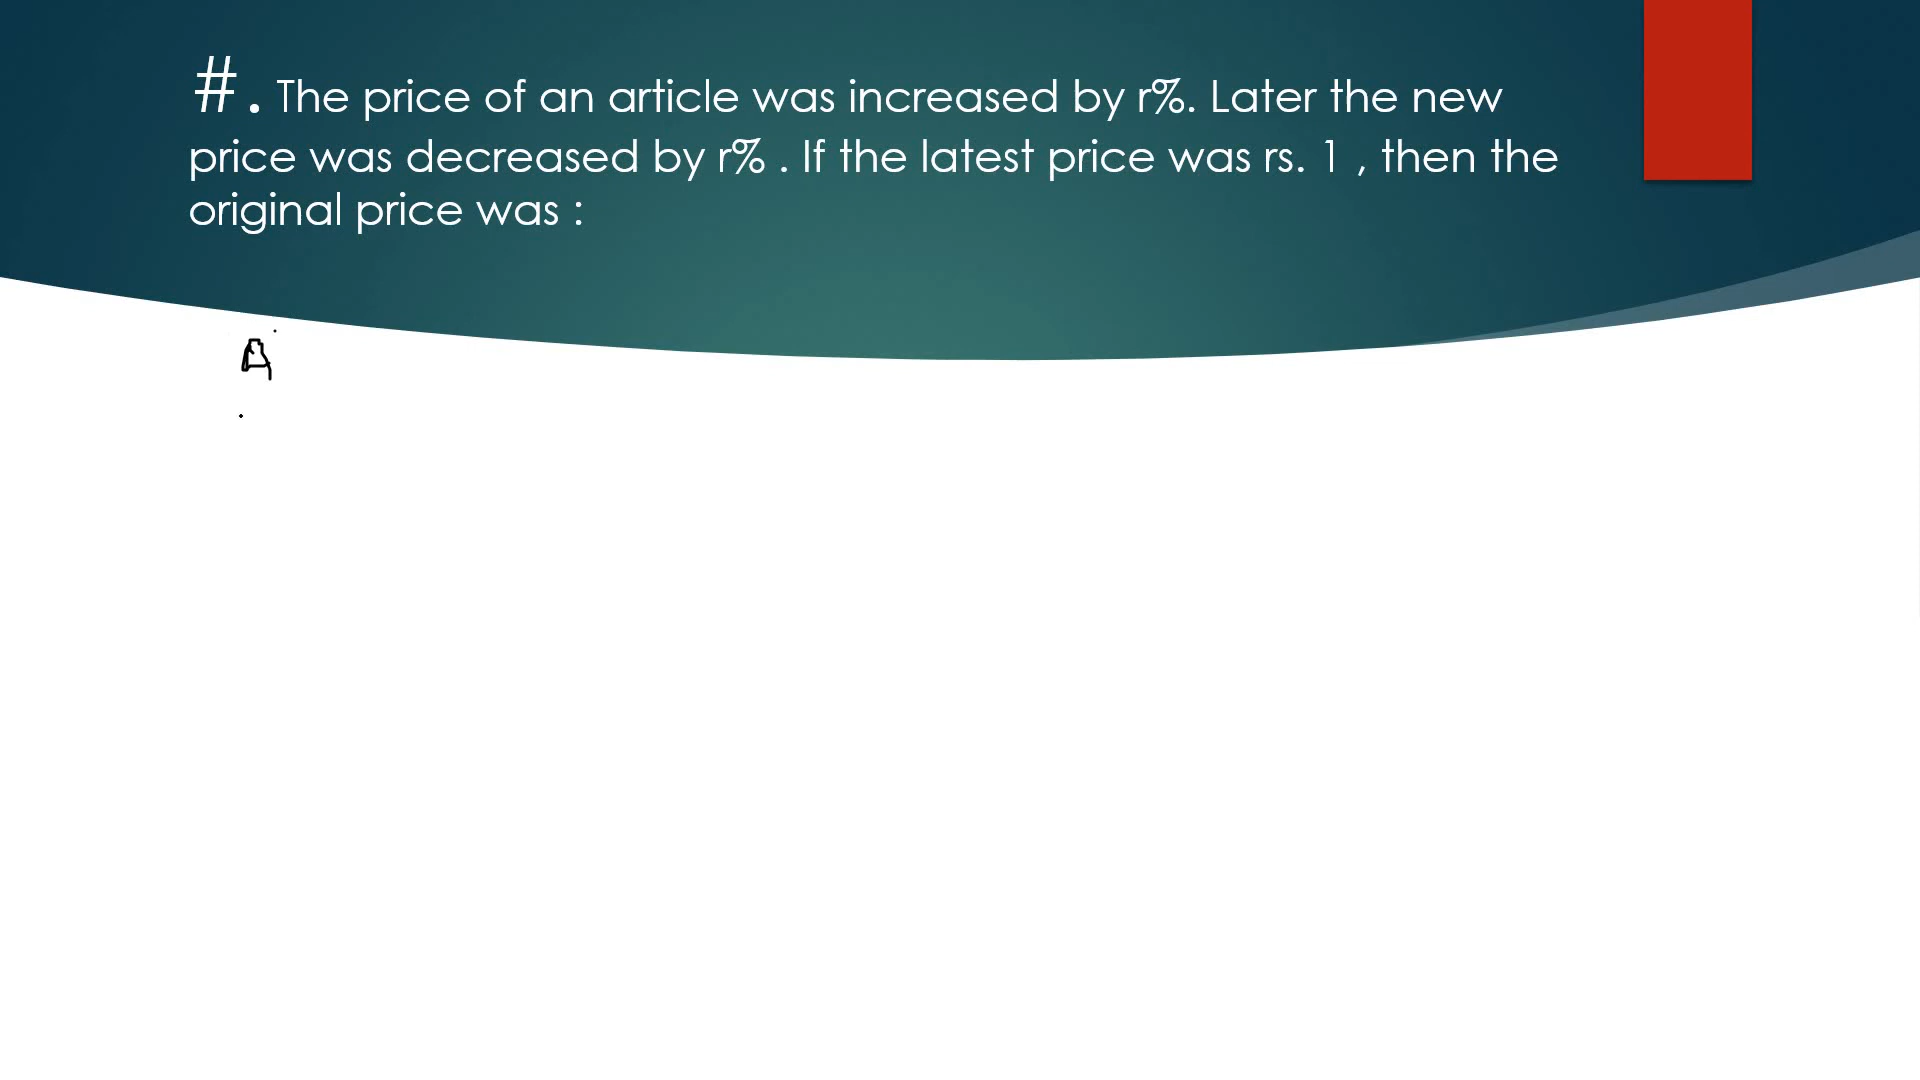 #. The price of an article was increased by r%. Later the new
price was decreased by r% . If the latest price was rs. 1 , then the
original price was :
A